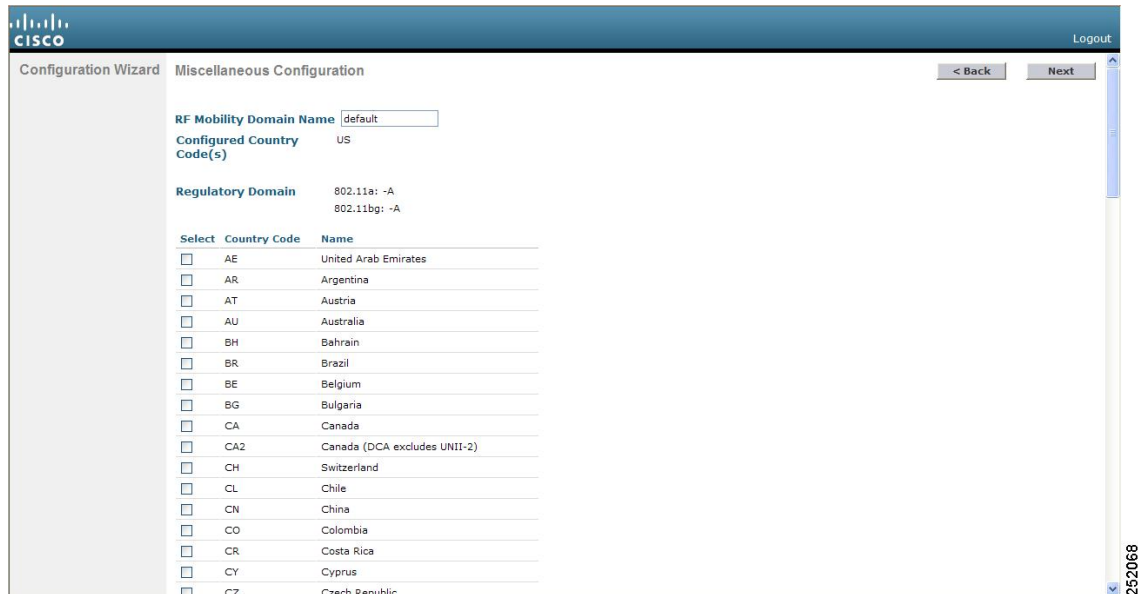 CISCO
Logout
Configuration Wizard
Miscellaneous Configuration
< Back
Next
RF Mobility Domain Name default
Configured Country Code(s) US
Regulatory Domain 802.11a: -A
802.11bg: -A
Select Country Code Name
AE United Arab Emirates
AR Argentina
AT Austria
AU Australia
BH Bahrain
BR Brazil
BE Belgium
BG Bulgaria
CA Canada
CA2 Canada (DCA excludes UNII-2)
CH Switzerland
CL Chile
CN China
CO Colombia
CR Costa Rica
CY Cyprus
CZ Czech Republic
252068